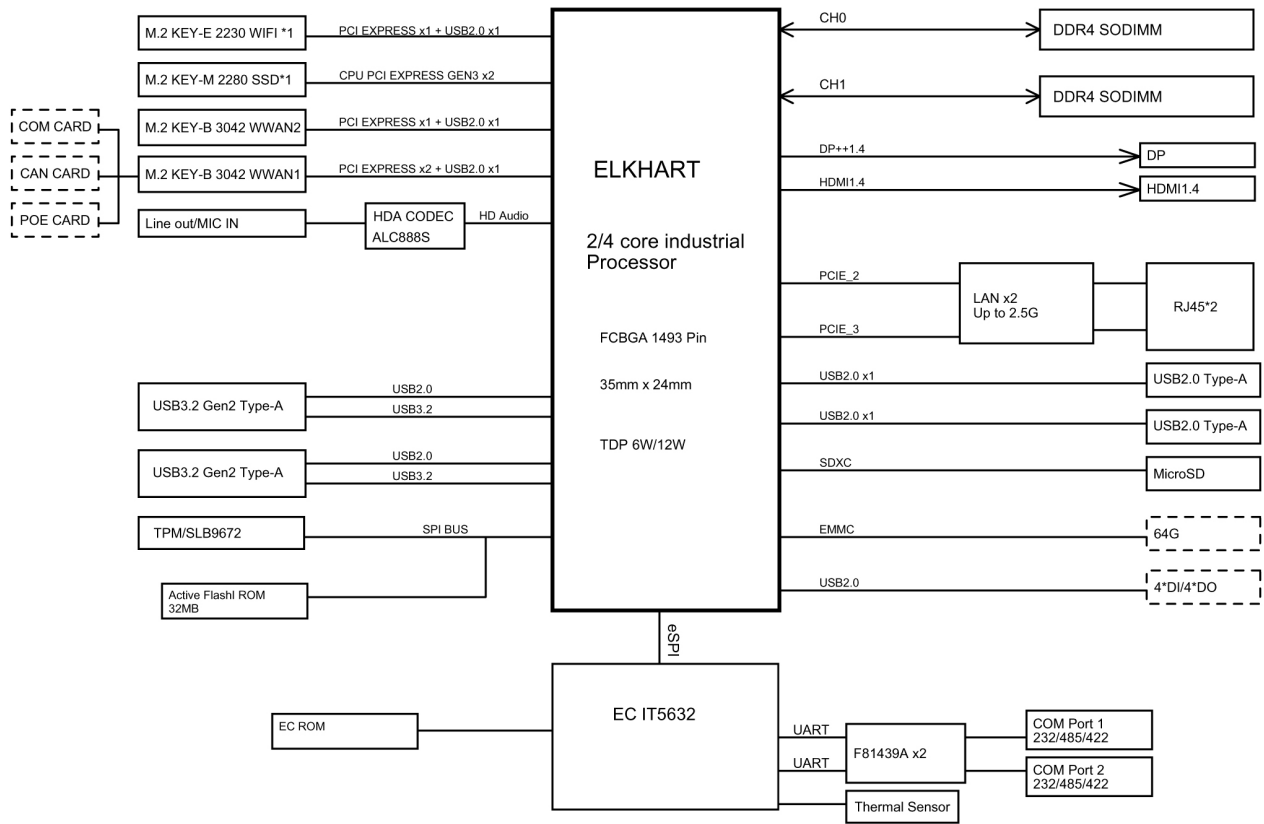 M.2 KEY-E 2230 WIFI *1
PCI EXPRESS x1 + USB2.0 x1
M.2 KEY-M 2280 SSD*1
CPU PCI EXPRESS GEN3 x2
COM CARD
M.2 KEY-B 3042 WWAN2
PCI EXPRESS x1 + USB2.0 x1
CAN CARD
M.2 KEY-B 3042 WWAN1
PCI EXPRESS x2 + USB2.0 x1
POE CARD
Line out/MIC IN
HDA CODEC
ALC888S
HD Audio
USB3.2 Gen2 Type-A
USB2.0
USB3.2
USB3.2 Gen2 Type-A
USB2.0
USB3.2
TPM/SLB9672
SPI BUS
Active FlashI ROM
32MB
ELKHART
2/4 core industrial
Processor
FCBGA 1493 Pin
35mm x 24mm
TDP 6W/12W
CH0
DDR4 SODIMM
CH1
DDR4 SODIMM
DP++1.4
DP
HDMI1.4
HDMI1.4
PCIE_2
PCIE_3
LAN x2
Up to 2.5G
RJ45*2
USB2.0 x1
USB2.0 Type-A
USB2.0 x1
USB2.0 Type-A
SDXC
MicroSD
EMMC
64G
USB2.0
4*DI/4*DO
eSPI
EC IT5632
EC ROM
UART
UART
F81439A x2
COM Port 1
232/485/422
COM Port 2
232/485/422
Thermal Sensor